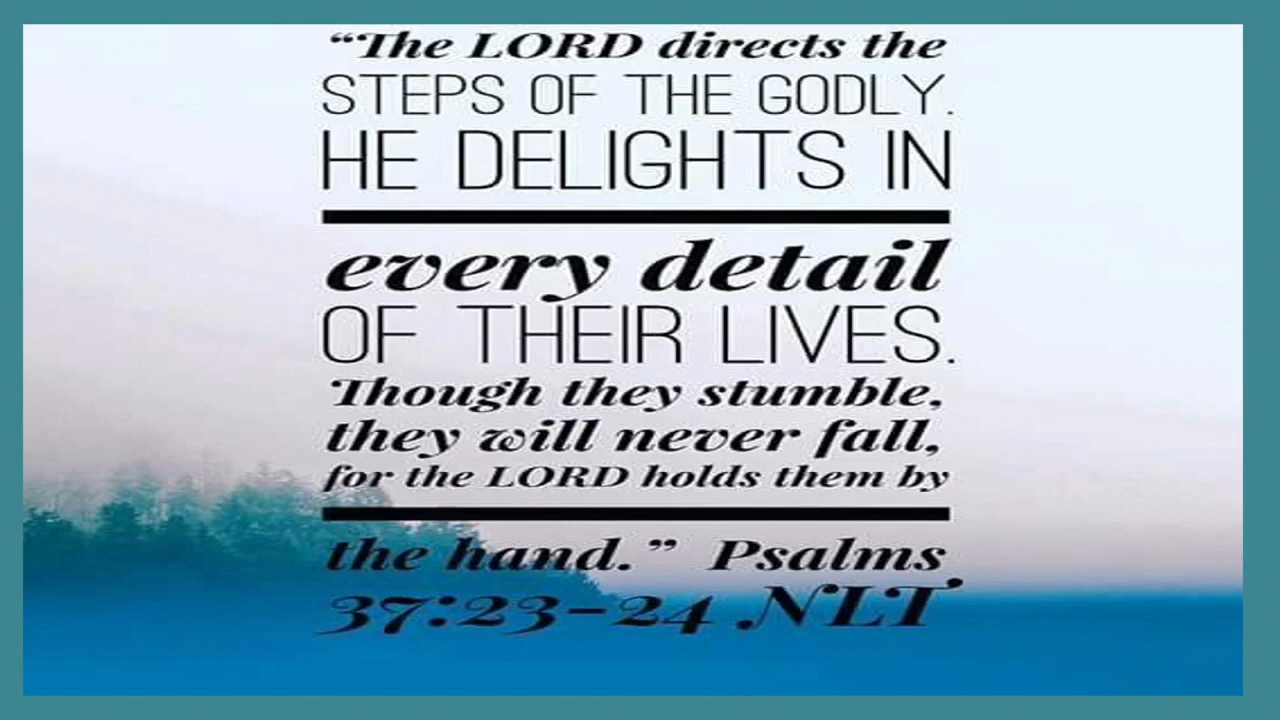 “The LORD directs the
STEPS OF THE GODLY.
HE DELIGHTS IN
every detail
OF THEIR LIVES.
Though they stumble,
they will never fall,
for the LORD holds them by
the hand.” Psalms
37:23-24 NLT